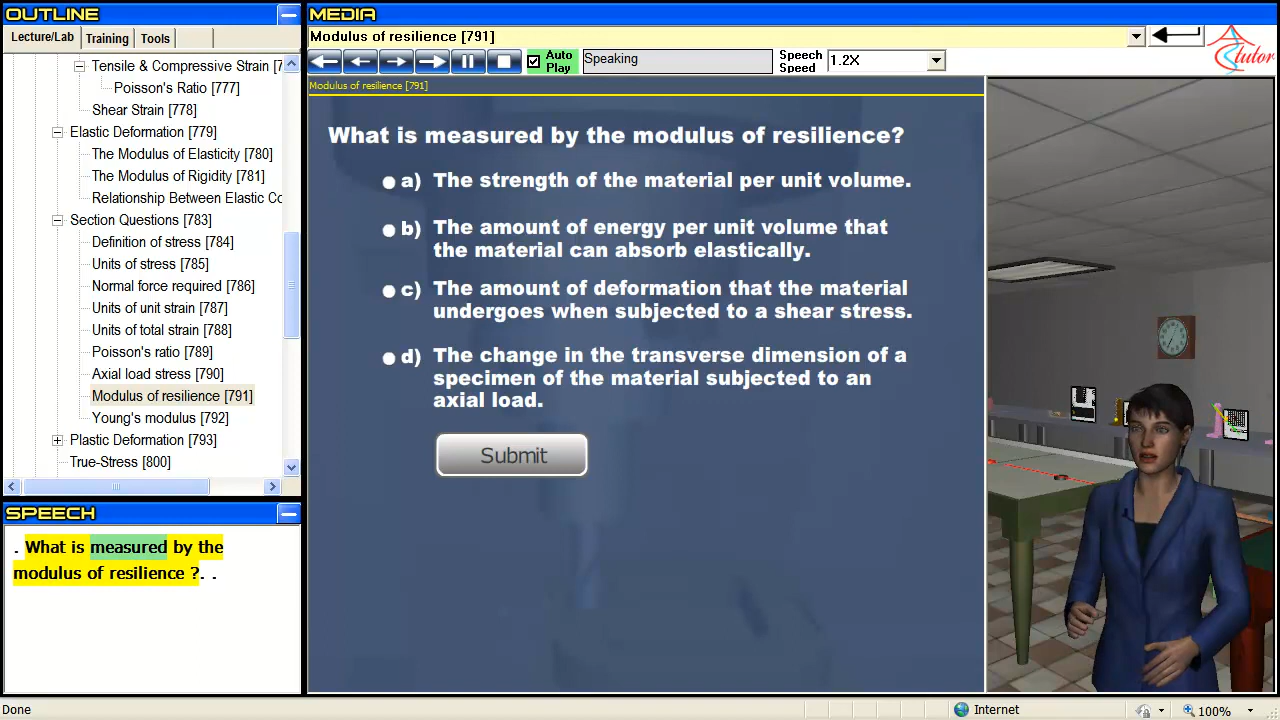 OUTLINE
Lecture/Lab Training Tools
Tensile & Compressive Strain [7
Poisson's Ratio [777]
Shear Strain [778]
Elastic Deformation [779]
The Modulus of Elasticity [780]
The Modulus of Rigidity [781]
Relationship Between Elastic Co
Section Questions [783]
Definition of stress [784]
Units of stress [785]
Normal force required [786]
Units of unit strain [787]
Units of total strain [788]
Poisson's ratio [789]
Axial load stress [790]
Modulus of resilience [791]
Young's modulus [792]
Plastic Deformation [793]
True-Stress [800]
SPEECH
. What is measured by the
modulus of resilience ?. .
MEDIA
Modulus of resilience [791]
Auto
Play
Speaking
Speech
Speed
1.2X
tutor
Modulus of resilience [791]
What is measured by the modulus of resilience?
a) The strength of the material per unit volume.
b) The amount of energy per unit volume that
the material can absorb elastically.
c) The amount of deformation that the material
undergoes when subjected to a shear stress.
d) The change in the transverse dimension of a
specimen of the material subjected to an
axial load.
Submit
Done
Internet
100%